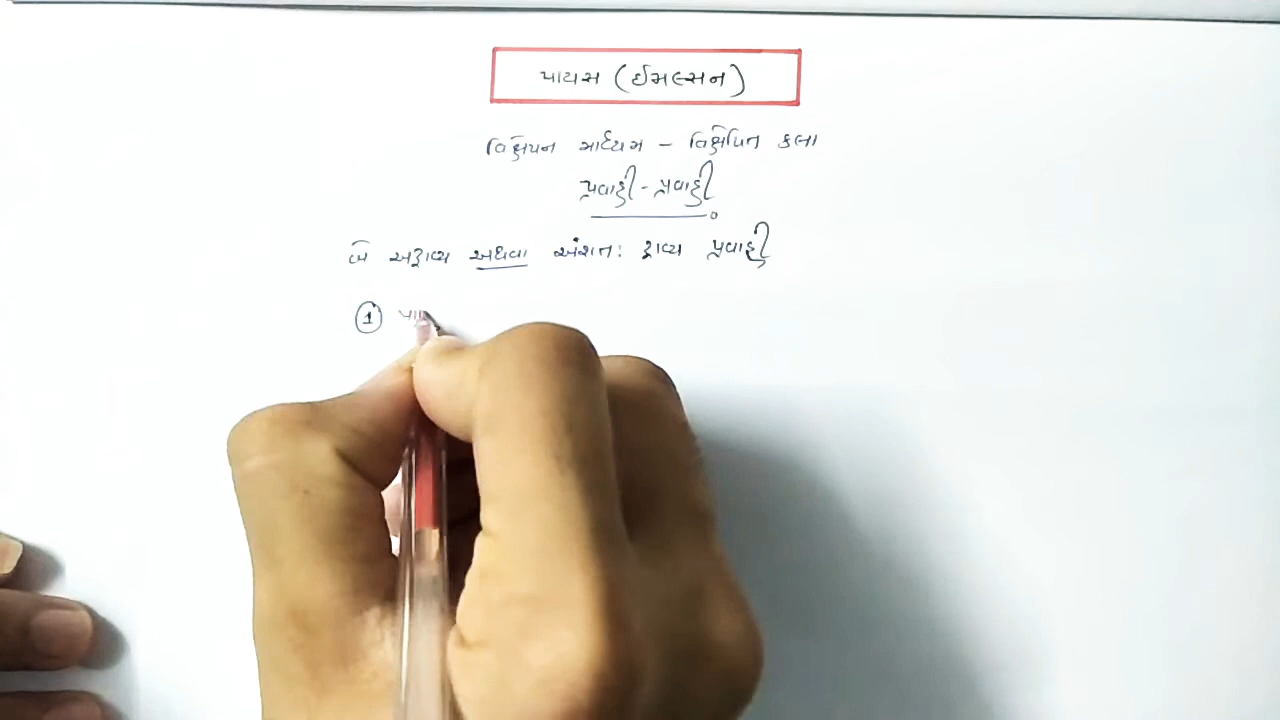 પાયસ (ઈમલ્સન)
વિક્ષેપન માધ્યમ - વિક્ષેપિત કલા
પ્રવાહી - પ્રવાહી
બે અદ્રાવ્ય અથવા અંશતઃ દ્રાવ્ય પ્રવાહી
① પા